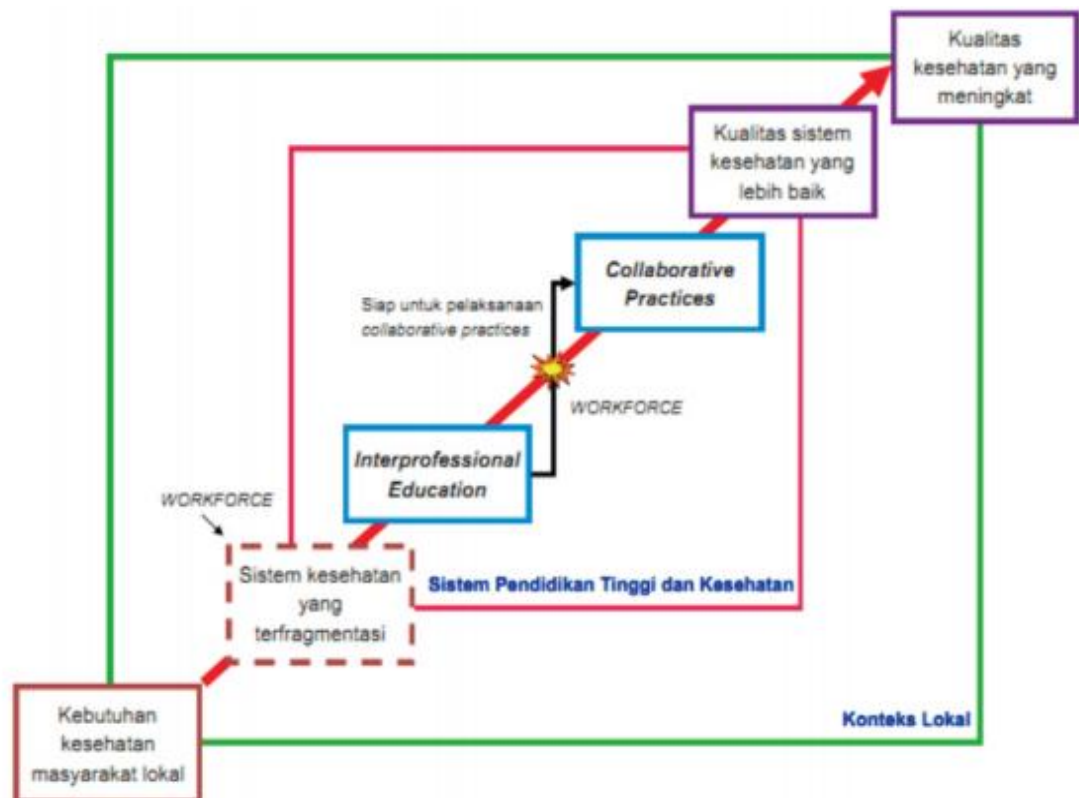 Kualitas
kesehatan yang
meningkat
Kualitas sistem
kesehatan yang
lebih baik
Collaborative
Practices
Siap untuk pelaksanaan
collaborative practices
WORKFORCE
Interprofessional
Education
WORKFORCE
Sistem kesehatan
yang
terfragmentasi
Sistem Pendidikan Tinggi dan Kesehatan
Kebutuhan
kesehatan
masyarakat lokal
Konteks Lokal